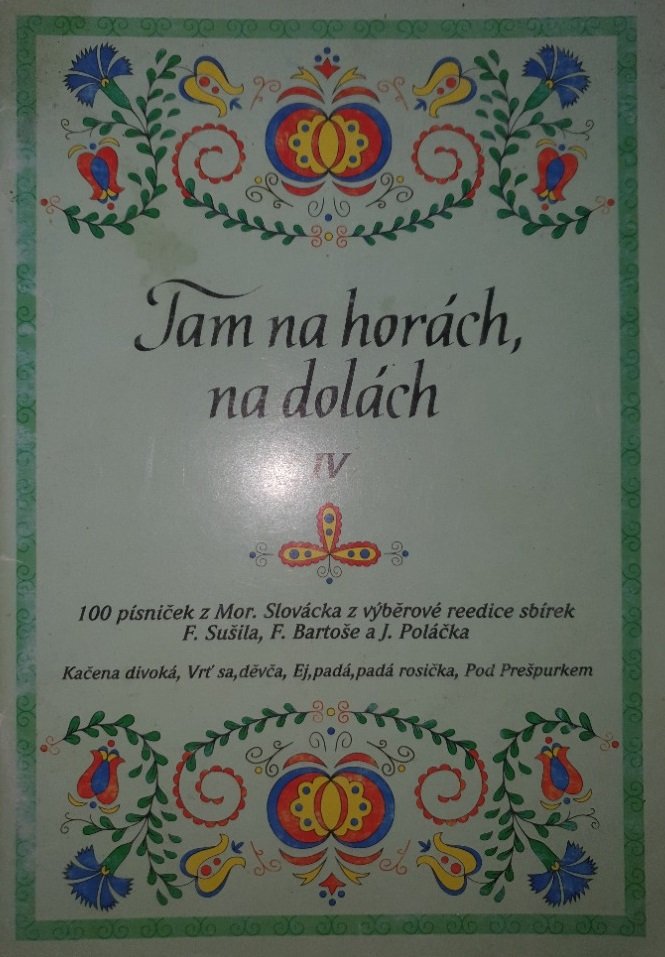 Tam na horách,
na dolách
IV
100 písniček z Mor. Slovácka z výběrové reedice sbírek
F. Sušila, F. Bartoše a J. Poláčka
Kačena divoká, Vrť sa,děvča, Ej,padá,padá rosička, Pod Prešpurkem